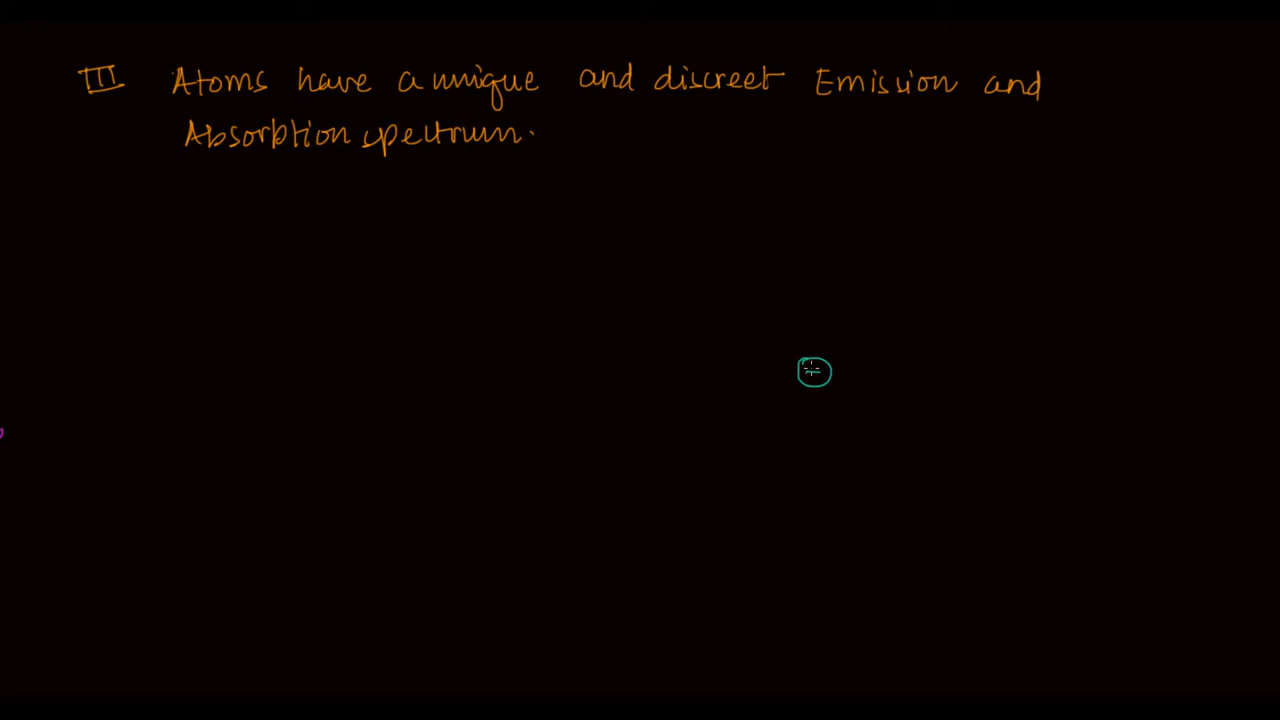 III Atoms have a unique and discreet Emission and
Absorption spectrum.
+